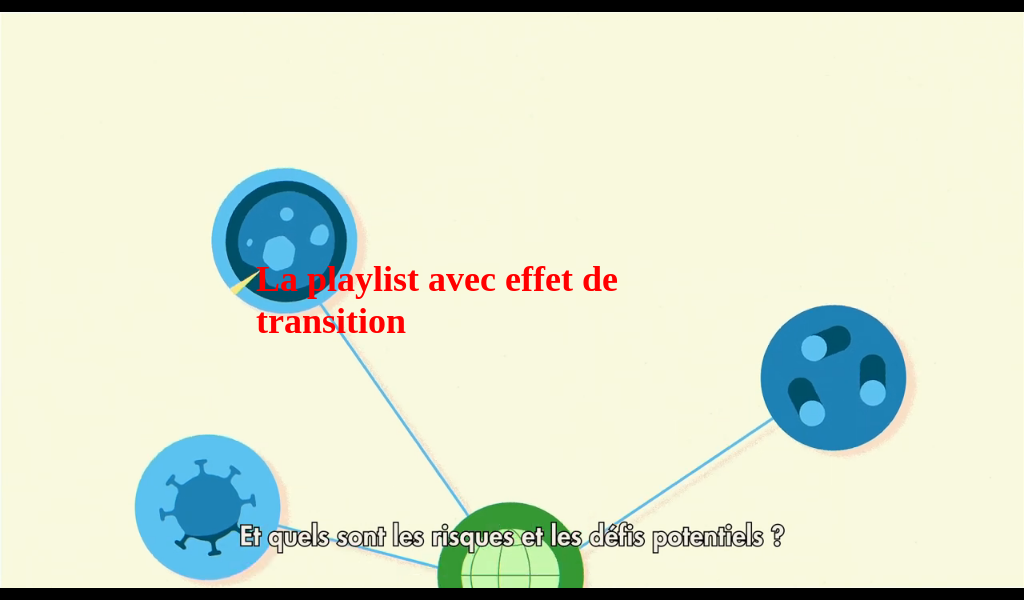 La playlist avec effet de
transition
Et quels sont les risques et les défis potentiels ?